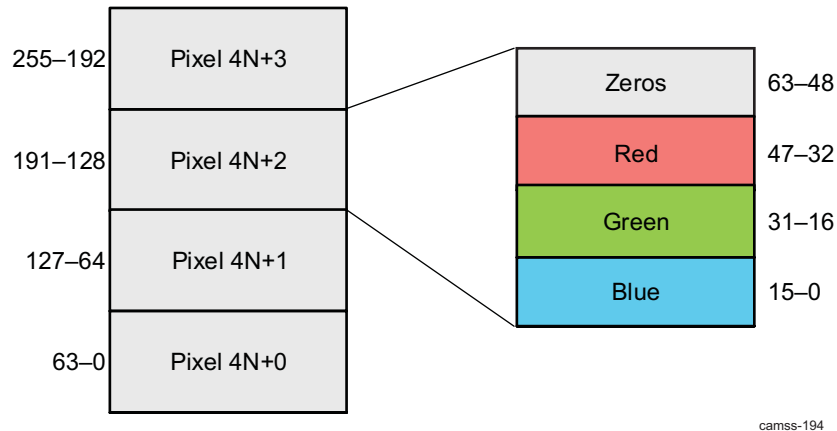 255–192 Pixel 4N+3
191–128 Pixel 4N+2
127–64 Pixel 4N+1
63–0 Pixel 4N+0
Zeros 63–48
Red 47–32
Green 31–16
Blue 15–0
camss-194